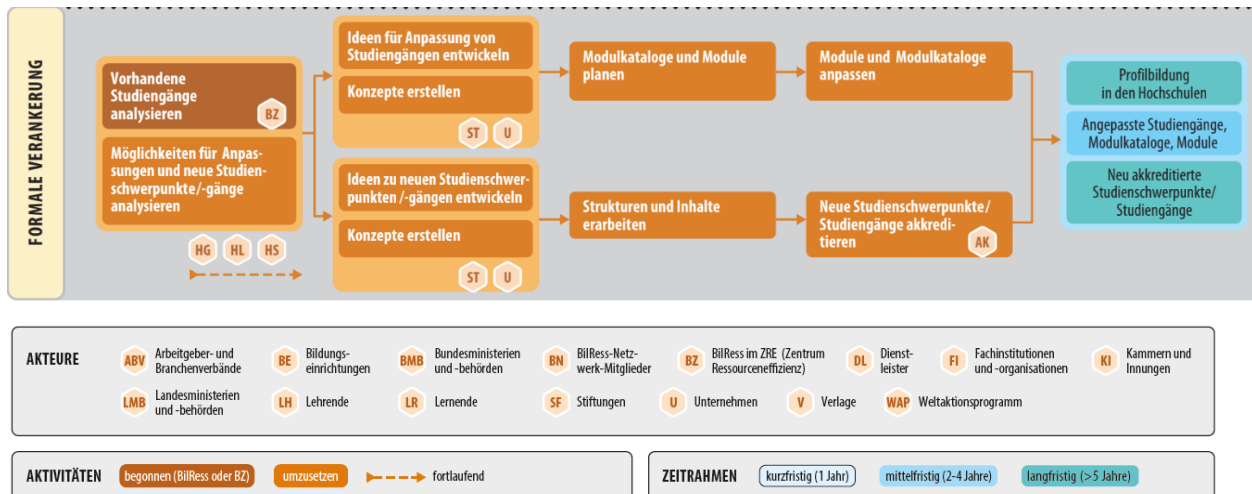 FORMALE VERANKERUNG
Vorhandene
Studiengänge
analysieren
BZ
Möglichkeiten für Anpas-
sungen und neue Studien-
schwerpunkte/-gänge
analysieren
HG HL HS
Ideen für Anpassung von
Studiengängen entwickeln
Konzepte erstellen
ST U
Ideen zu neuen Studienschwer-
punkten /-gängen entwickeln
Konzepte erstellen
ST U
Modulkataloge und Module
planen
Module und Modulkataloge
anpassen
Strukturen und Inhalte
erarbeiten
Neue Studienschwerpunkte/
Studiengänge akkredi-
tieren
AK
Profilbildung
in den Hochschulen
Angepasste Studiengänge,
Modulkataloge, Module
Neu akkreditierte
Studienschwerpunkte/
Studiengänge
AKTEURE
ABV Arbeitgeber- und
Branchenverbände
BE Bildungs-
einrichtungen
BMB Bundesministerien
und -behörden
BN BilRess-Netz-
werk-Mitglieder
BZ BilRess im ZRE (Zentrum
Ressourceneffizienz)
DL Dienst-
leister
FI Fachinstitutionen
und -organisationen
KI Kammern und
Innungen
LMB Landesministerien
und -behörden
LH Lehrende
LR Lernende
SF Stiftungen
U Unternehmen
V Verlage
WAP Weltaktionsprogramm
AKTIVITÄTEN begonnen (BilRess oder BZ) umzusetzen fortlaufend
ZEITRAHMEN kurzfristig (1 Jahr) mittelfristig (2-4 Jahre) langfristig (>5 Jahre)